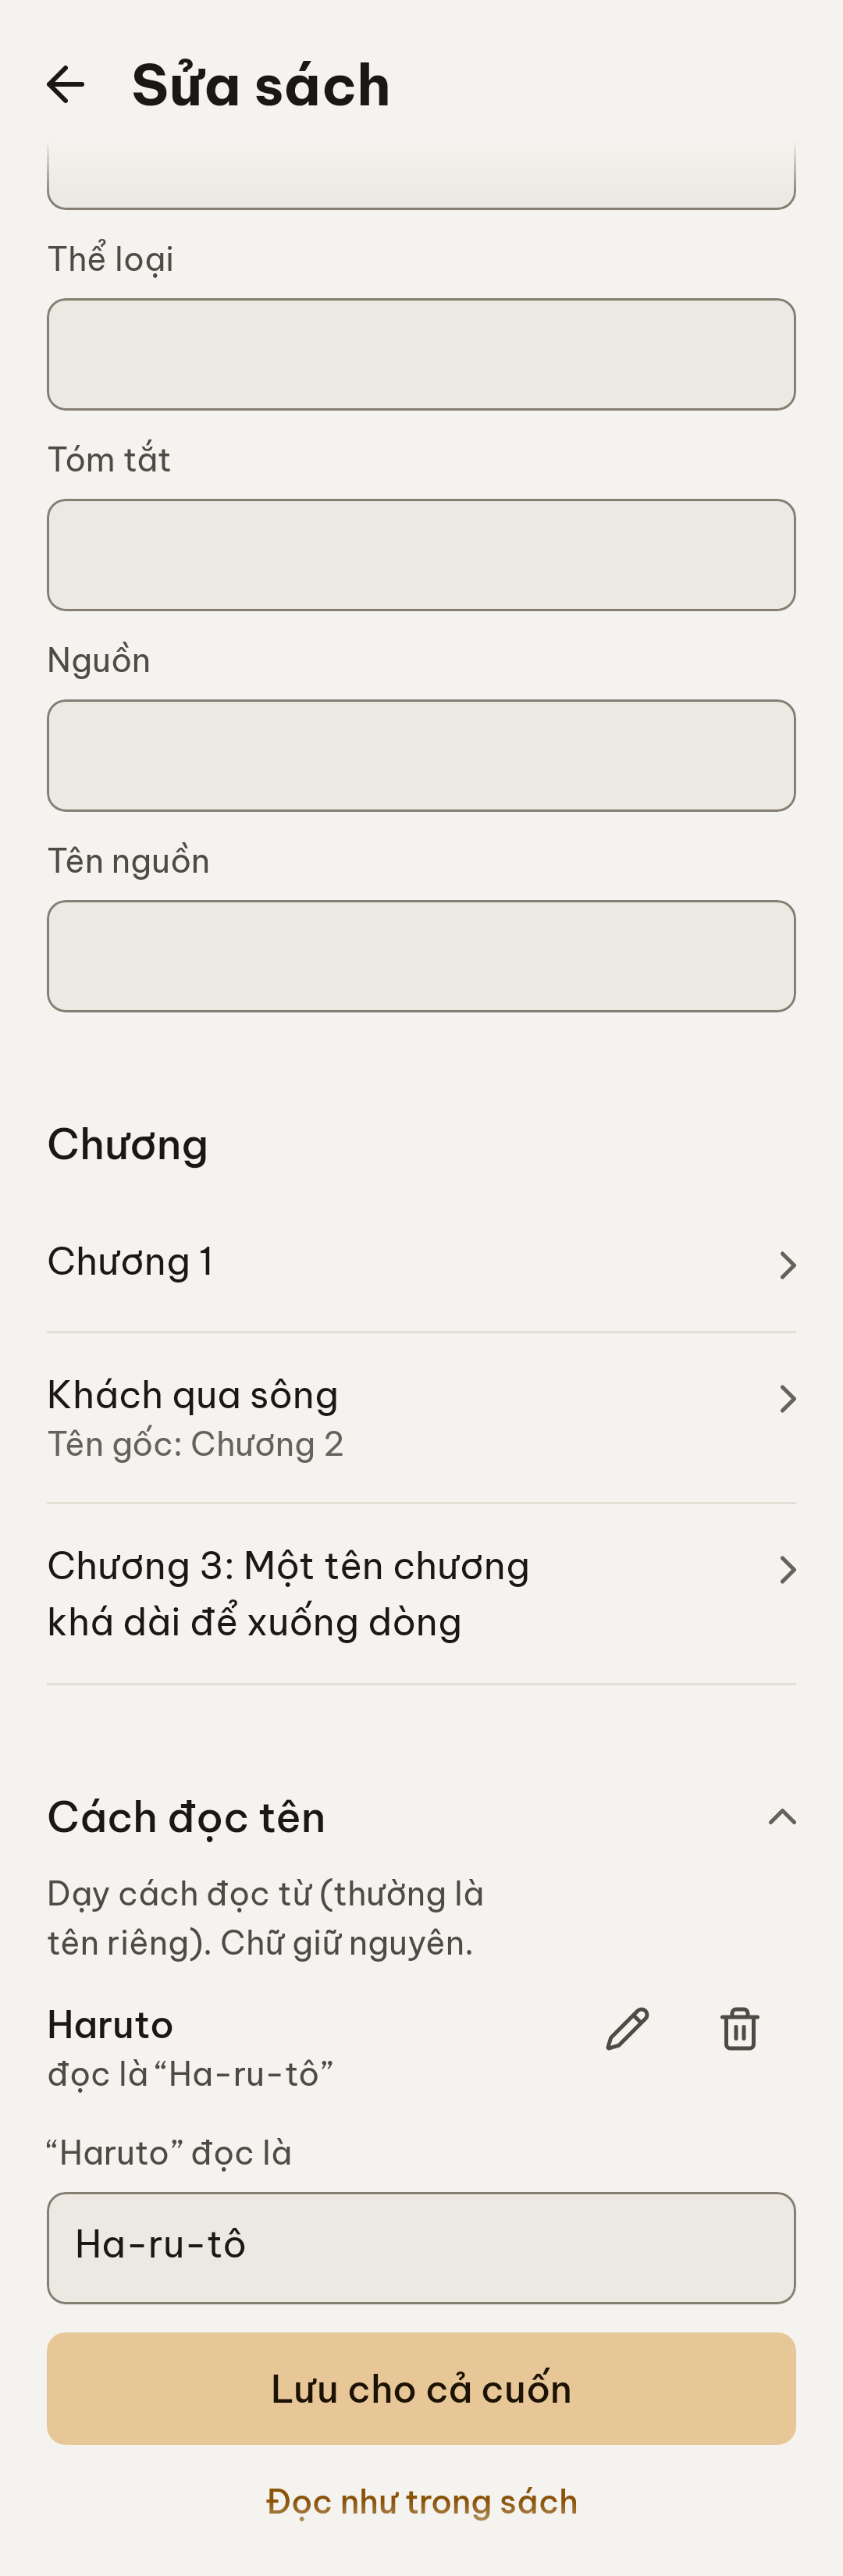 Sửa sách
Thể loại
Tóm tắt
Nguồn
Tên nguồn
Chương
Chương 1
Khách qua sông
Tên gốc: Chương 2
Chương 3: Một tên chương
khá dài để xuống dòng
Cách đọc tên
Dạy cách đọc từ (thường là
tên riêng). Chữ giữ nguyên.
Haruto
đọc là “Ha-ru-tô”
“Haruto” đọc là
Ha-ru-tô
Lưu cho cả cuốn
Đọc như trong sách